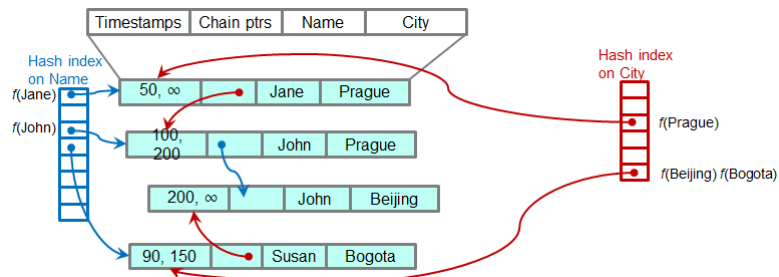 Timestamps Chain ptrs Name City
Hash index
on Name
Hash index
on City
f(Jane)
50, ∞ Jane Prague
f(John)
100,
200 John Prague
f(Prague)
200, ∞ John Beijing
f(Beijing) f(Bogota)
90, 150 Susan Bogota